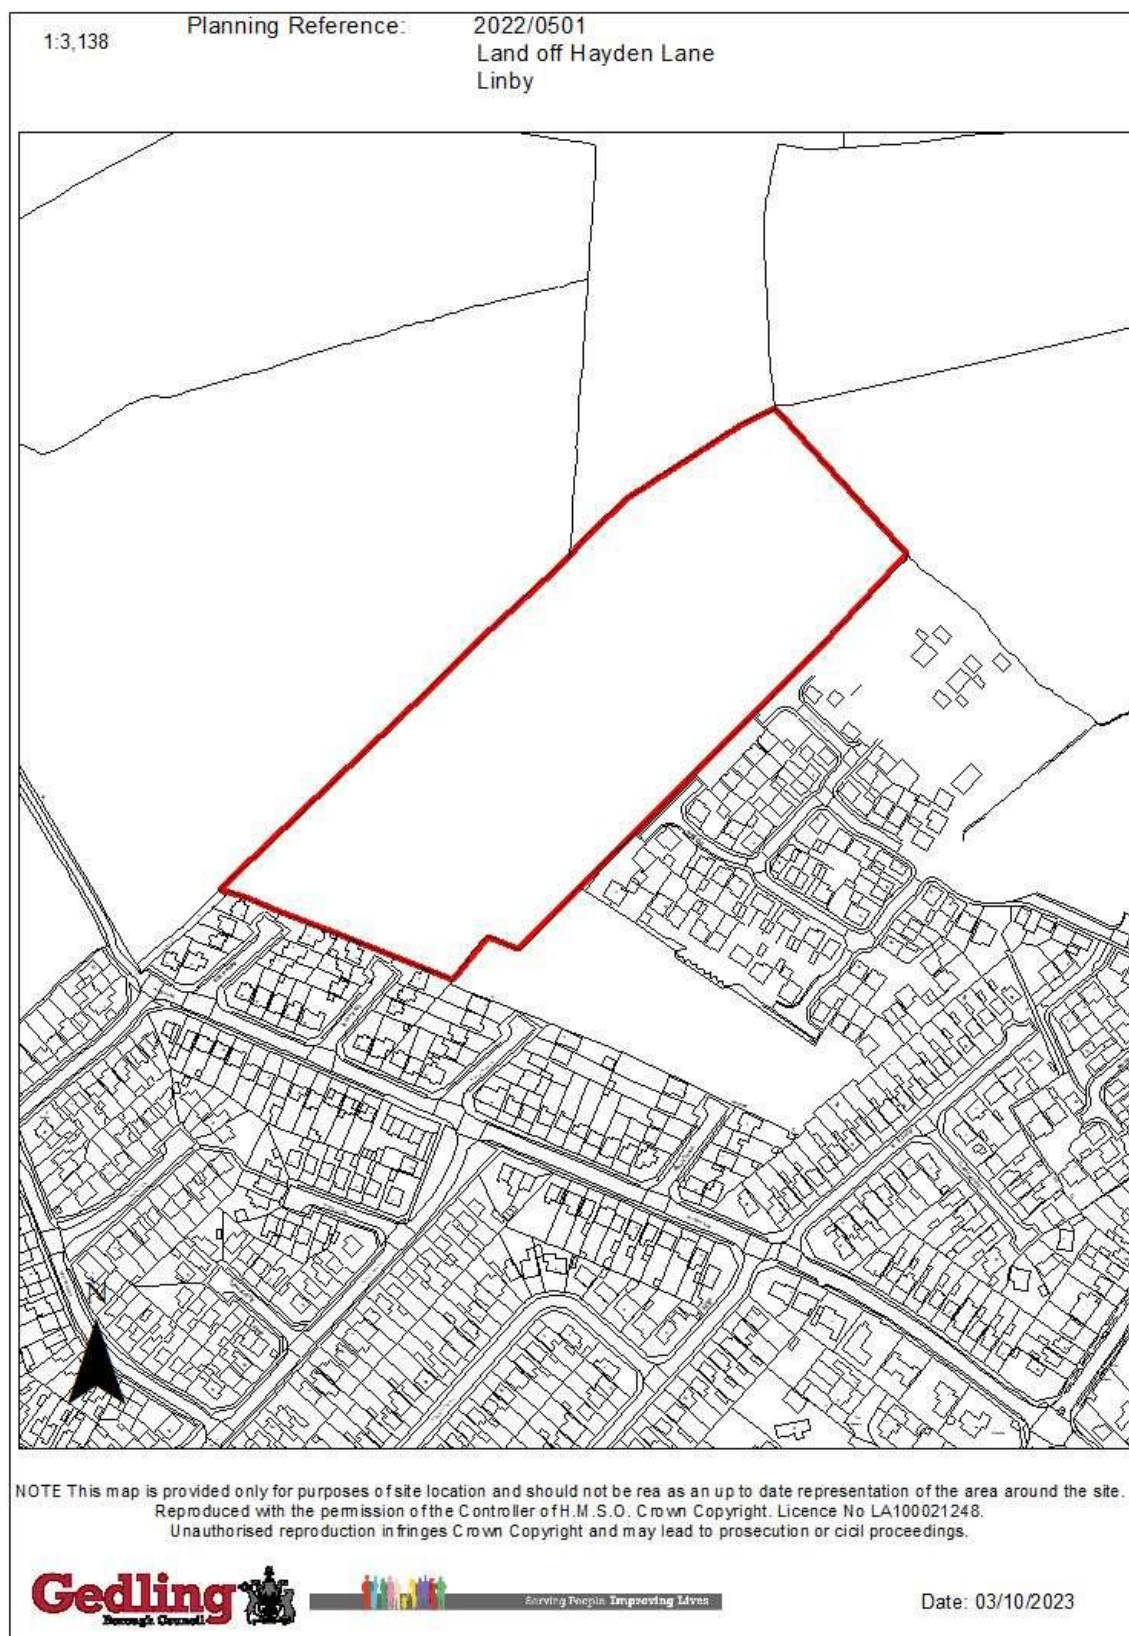 1:3,138
Planning Reference: 2022/0501
Land off Hayden Lane
Linby
N
NOTE This map is provided only for purposes of site location and should not be rea as an up to date representation of the area around the site.
Reproduced with the permission of the Controller of H.M.S.O. Crown Copyright. Licence No LA100021248.
Unauthorised reproduction infringes Crown Copyright and may lead to prosecution or cicil proceedings.
Gedling
Borough Council
Serving People Improving Lives
Date: 03/10/2023